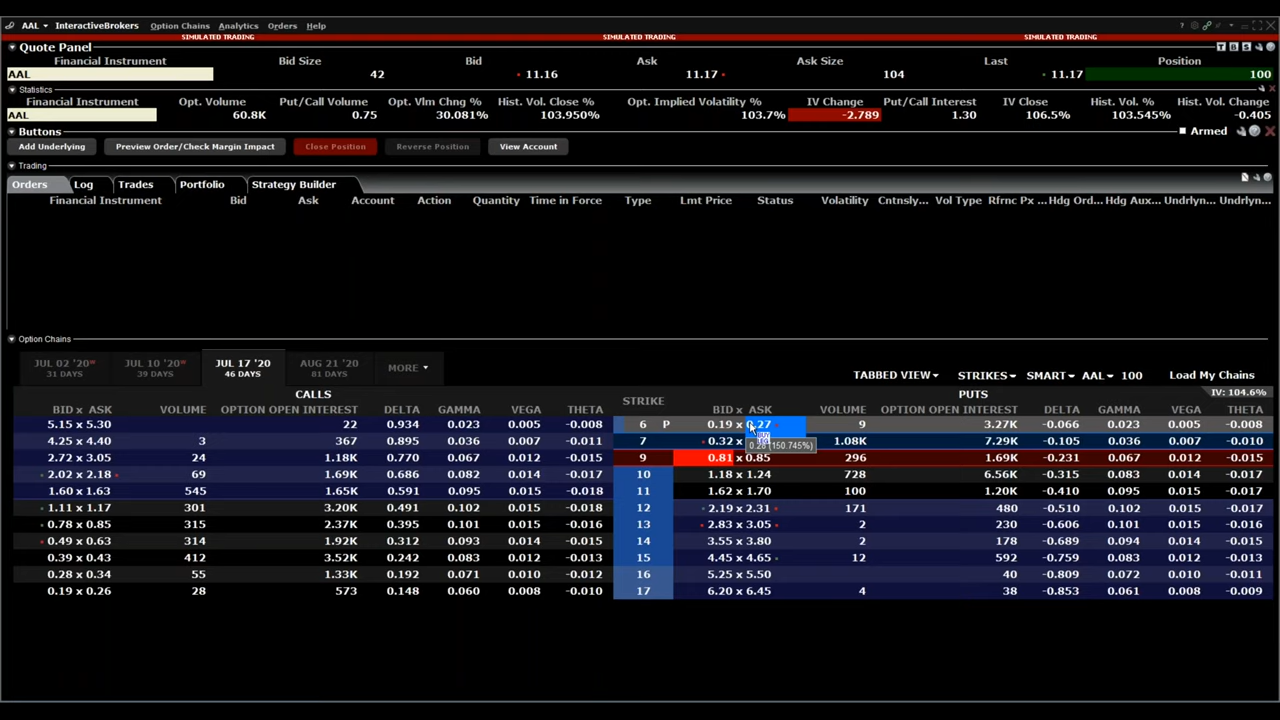 AAL InteractiveBrokers Option Chains Analytics Orders Help
SIMULATED TRADING SIMULATED TRADING SIMULATED TRADING
Quote Panel
Financial Instrument Bid Size Bid Ask Ask Size Last Position
AAL 42 11.16 11.17 104 11.17 100
Statistics
Financial Instrument Opt. Volume Put/Call Volume Opt. Vlm Chng % Hist. Vol. Close % Opt. Implied Volatility % IV Change Put/Call Interest IV Close Hist. Vol. % Hist. Vol. Change
AAL 60.8K 0.75 30.081% 103.950% 103.7% -2.789 1.30 106.5% 103.545% -0.405
Buttons Armed
Add Underlying Preview Order/Check Margin Impact Close Position Reverse Position View Account
Trading
Orders Log Trades Portfolio Strategy Builder
Financial Instrument Bid Ask Account Action Quantity Time in Force Type Lmt Price Status Volatility Cntnsly... Vol Type Rfrnc Px ... Hdg Ord... Hdg Aux... Undrlyn... Undrlyn...
Option Chains
JUL 02 '20W JUL 10 '20W JUL 17 '20 AUG 21 '20 MORE
31 DAYS 39 DAYS 46 DAYS 81 DAYS
TABBED VIEW STRIKES SMART AAL 100 Load My Chains
CALLS STRIKE PUTS IV: 104.6%
BID x ASK VOLUME OPTION OPEN INTEREST DELTA GAMMA VEGA THETA BID x ASK VOLUME OPTION OPEN INTEREST DELTA GAMMA VEGA THETA
5.15 x 5.30 22 0.934 0.023 0.005 -0.008 6 P 0.19 x 0.27 9 3.27K -0.066 0.023 0.005 -0.008
4.25 x 4.40 3 367 0.895 0.036 0.007 -0.011 7 0.32 x 1.08K 7.29K -0.105 0.036 0.007 -0.010
BUY
0.28 (150.745%)
2.72 x 3.05 24 1.18K 0.770 0.067 0.012 -0.015 9 0.81 x 0.85 296 1.69K -0.231 0.067 0.012 -0.015
2.02 x 2.18 69 1.69K 0.686 0.082 0.014 -0.017 10 1.18 x 1.24 728 6.56K -0.315 0.083 0.014 -0.017
1.60 x 1.63 545 1.65K 0.591 0.095 0.015 -0.018 11 1.62 x 1.70 100 1.20K -0.410 0.095 0.015 -0.017
1.11 x 1.17 301 3.20K 0.491 0.102 0.015 -0.018 12 2.19 x 2.31 171 480 -0.510 0.102 0.015 -0.017
0.78 x 0.85 315 2.37K 0.395 0.101 0.015 -0.016 13 2.83 x 3.05 2 230 -0.606 0.101 0.015 -0.016
0.49 x 0.63 314 1.92K 0.312 0.093 0.014 -0.015 14 3.55 x 3.80 2 178 -0.689 0.094 0.014 -0.015
0.39 x 0.43 412 3.52K 0.242 0.083 0.012 -0.013 15 4.45 x 4.65 12 592 -0.759 0.083 0.012 -0.013
0.28 x 0.34 55 1.33K 0.192 0.071 0.010 -0.012 16 5.25 x 5.50 40 -0.809 0.072 0.010 -0.011
0.19 x 0.26 28 573 0.148 0.060 0.008 -0.010 17 6.20 x 6.45 4 38 -0.853 0.061 0.008 -0.009